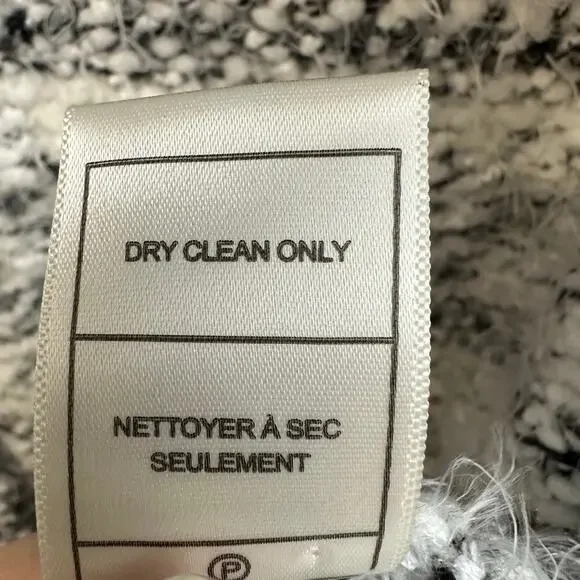 DRY CLEAN ONLY
NETTOYER À SEC
SEULEMENT
P